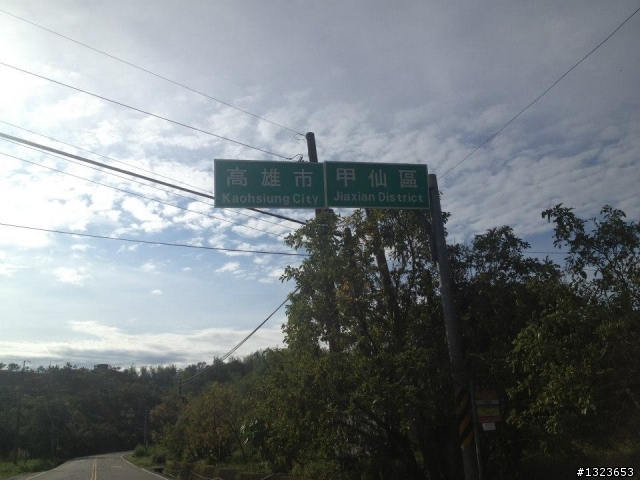 高雄市
Kaohsiung City
甲仙區
Jiaxian District
#1323653